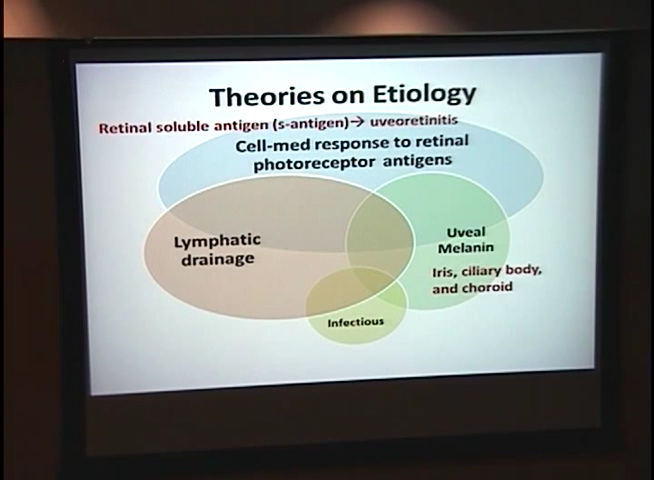 Theories on Etiology
Retinal soluble antigen (s-antigen)→ uveoretinitis
Cell-med response to retinal
photoreceptor antigens
Lymphatic
drainage
Uveal
Melanin
Iris, ciliary body,
and choroid
Infectious